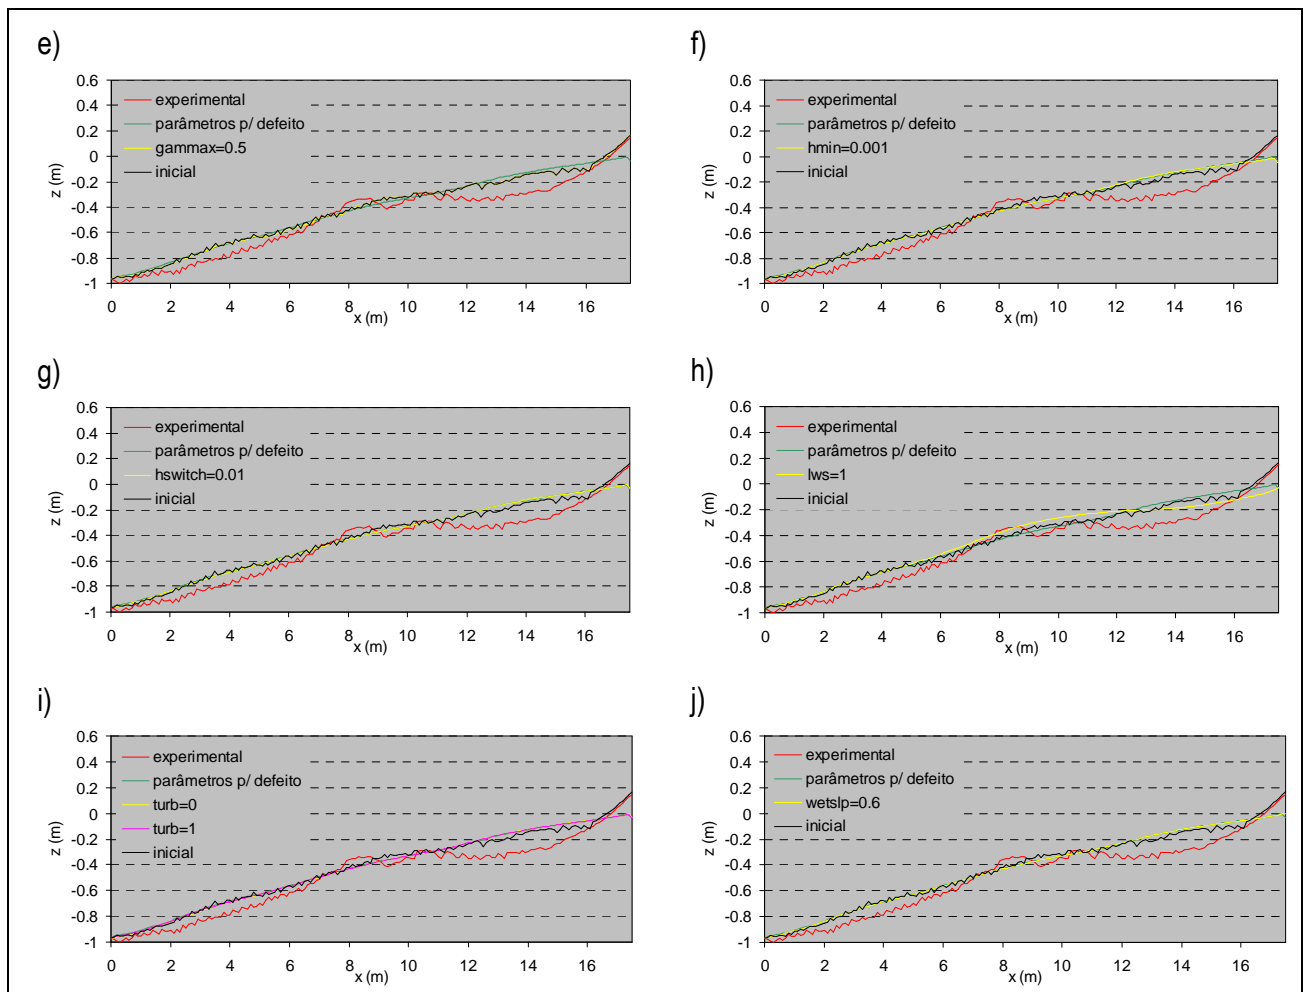 e)
0.6
0.4
0.2
0
-0.2
-0.4
-0.6
-0.8
-1
z (m)
experimental
parâmetros p/ defeito
gammax=0.5
inicial
0 2 4 6 8 10 12 14 16
x (m)
f)
0.6
0.4
0.2
0
-0.2
-0.4
-0.6
-0.8
-1
z (m)
experimental
parâmetros p/ defeito
hmin=0.001
inicial
0 2 4 6 8 10 12 14 16
x (m)
g)
0.6
0.4
0.2
0
-0.2
-0.4
-0.6
-0.8
-1
z (m)
experimental
parâmetros p/ defeito
hswitch=0.01
inicial
0 2 4 6 8 10 12 14 16
x (m)
h)
0.6
0.4
0.2
0
-0.2
-0.4
-0.6
-0.8
-1
z (m)
experimental
parâmetros p/ defeito
lws=1
inicial
0 2 4 6 8 10 12 14 16
x (m)
i)
0.6
0.4
0.2
0
-0.2
-0.4
-0.6
-0.8
-1
z (m)
experimental
parâmetros p/ defeito
turb=0
turb=1
inicial
0 2 4 6 8 10 12 14 16
x (m)
j)
0.6
0.4
0.2
0
-0.2
-0.4
-0.6
-0.8
-1
z (m)
experimental
parâmetros p/ defeito
wetslp=0.6
inicial
0 2 4 6 8 10 12 14 16
x (m)